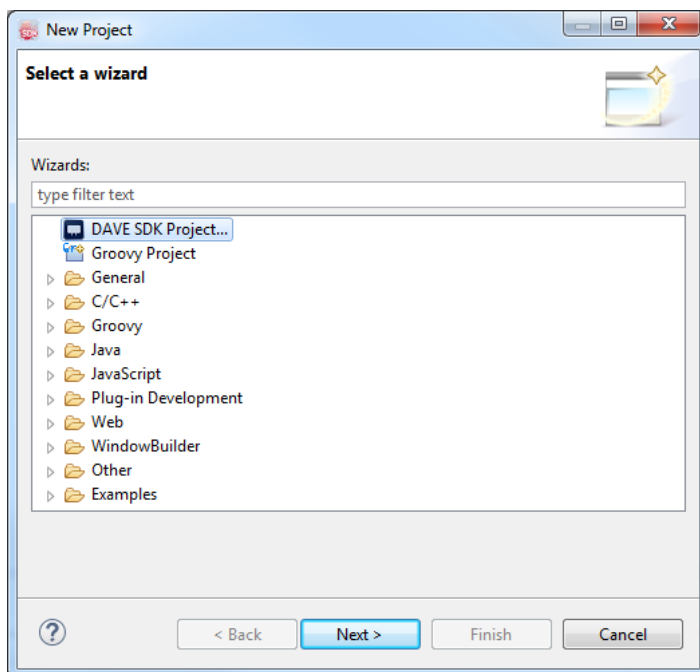 New Project
Select a wizard
Wizards:
type filter text
DAVE SDK Project...
Groovy Project
General
C/C++
Groovy
Java
JavaScript
Plug-in Development
Web
WindowBuilder
Other
Examples
? < Back Next > Finish Cancel